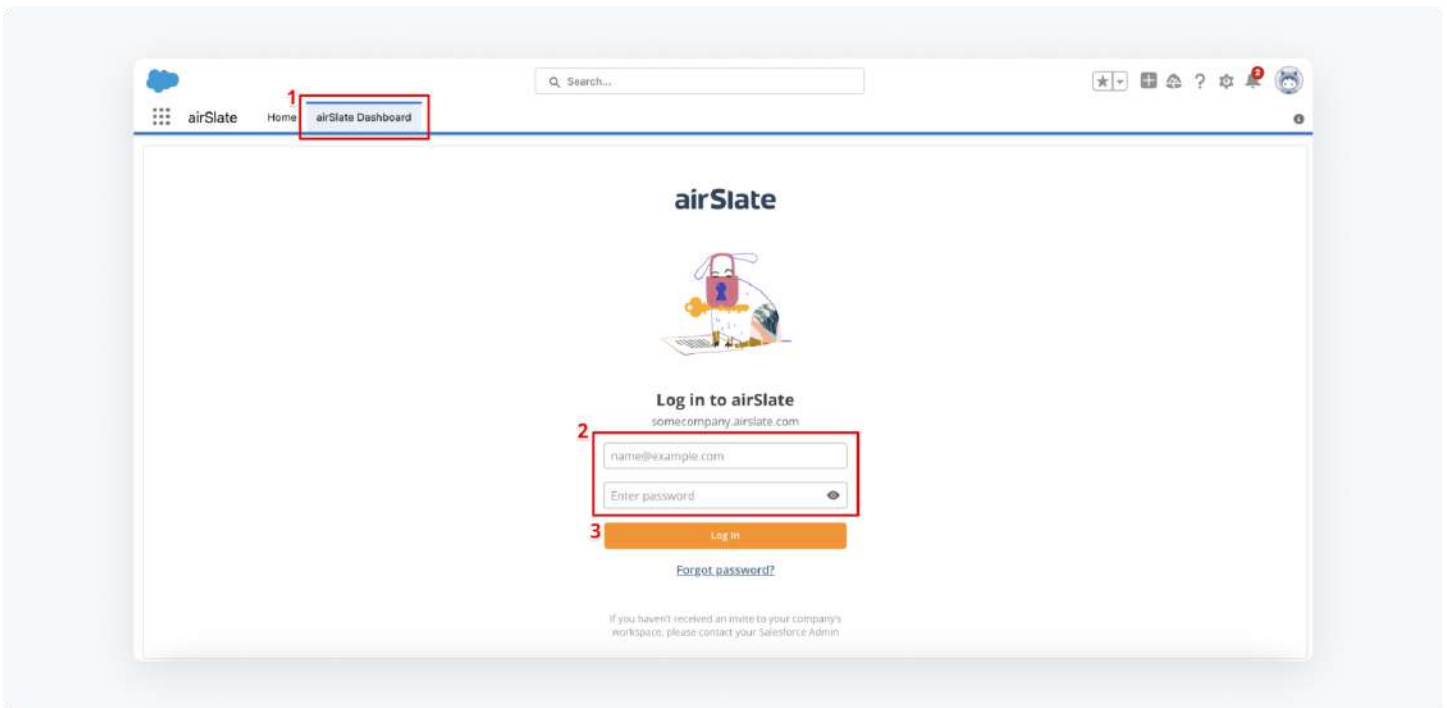 Search...
2
1
airSlate Home airSlate Dashboard
airSlate
Log in to airSlate
somecompany.airslate.com
2
name@example.com
Enter password
3
Log in
Forgot password?
If you haven't received an invite to your company's
workspace, please contact your Salesforce Admin